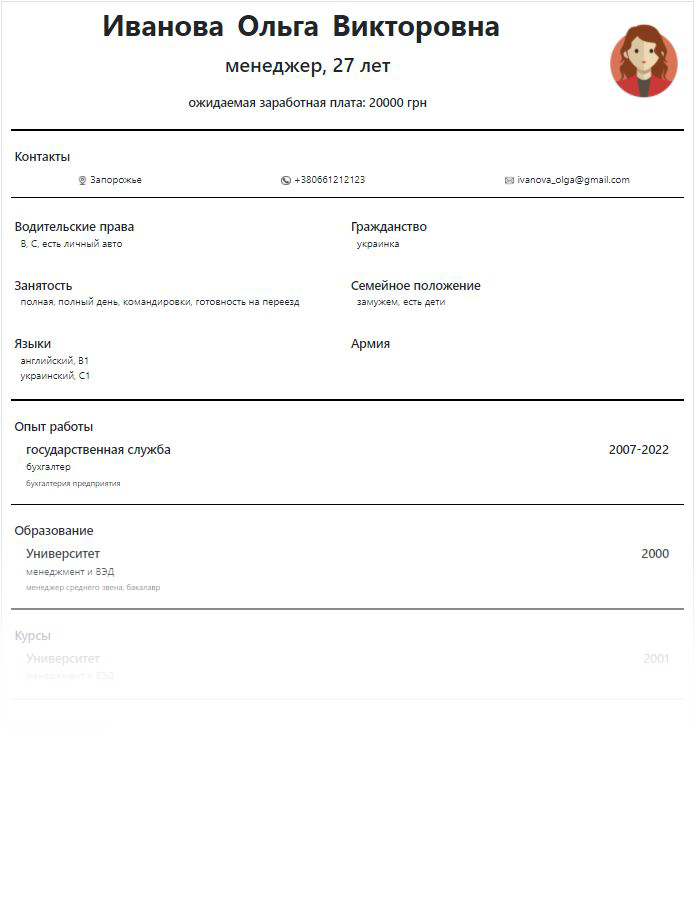 Иванова Ольга Викторовна
менеджер, 27 лет
ожидаемая заработная плата: 20000 грн
Контакты
Запорожье
+380661212123
ivanova_olga@gmail.com
Водительские права
Гражданство
B, C, есть личный авто
украинка
Занятость
Семейное положение
полная, полный день, командировки, готовность на переезд
замужем, есть дети
Языки
Армия
английский, B1
украинский, C1
Опыт работы
государственная служба
2007-2022
бухгалтер
бухгалтерия предприятия
Образование
Университет
2000
менеджмент и ВЭД
менеджер среднего звена, бакалавр
Курсы
Университет
2001
менеджмент и ВЭД